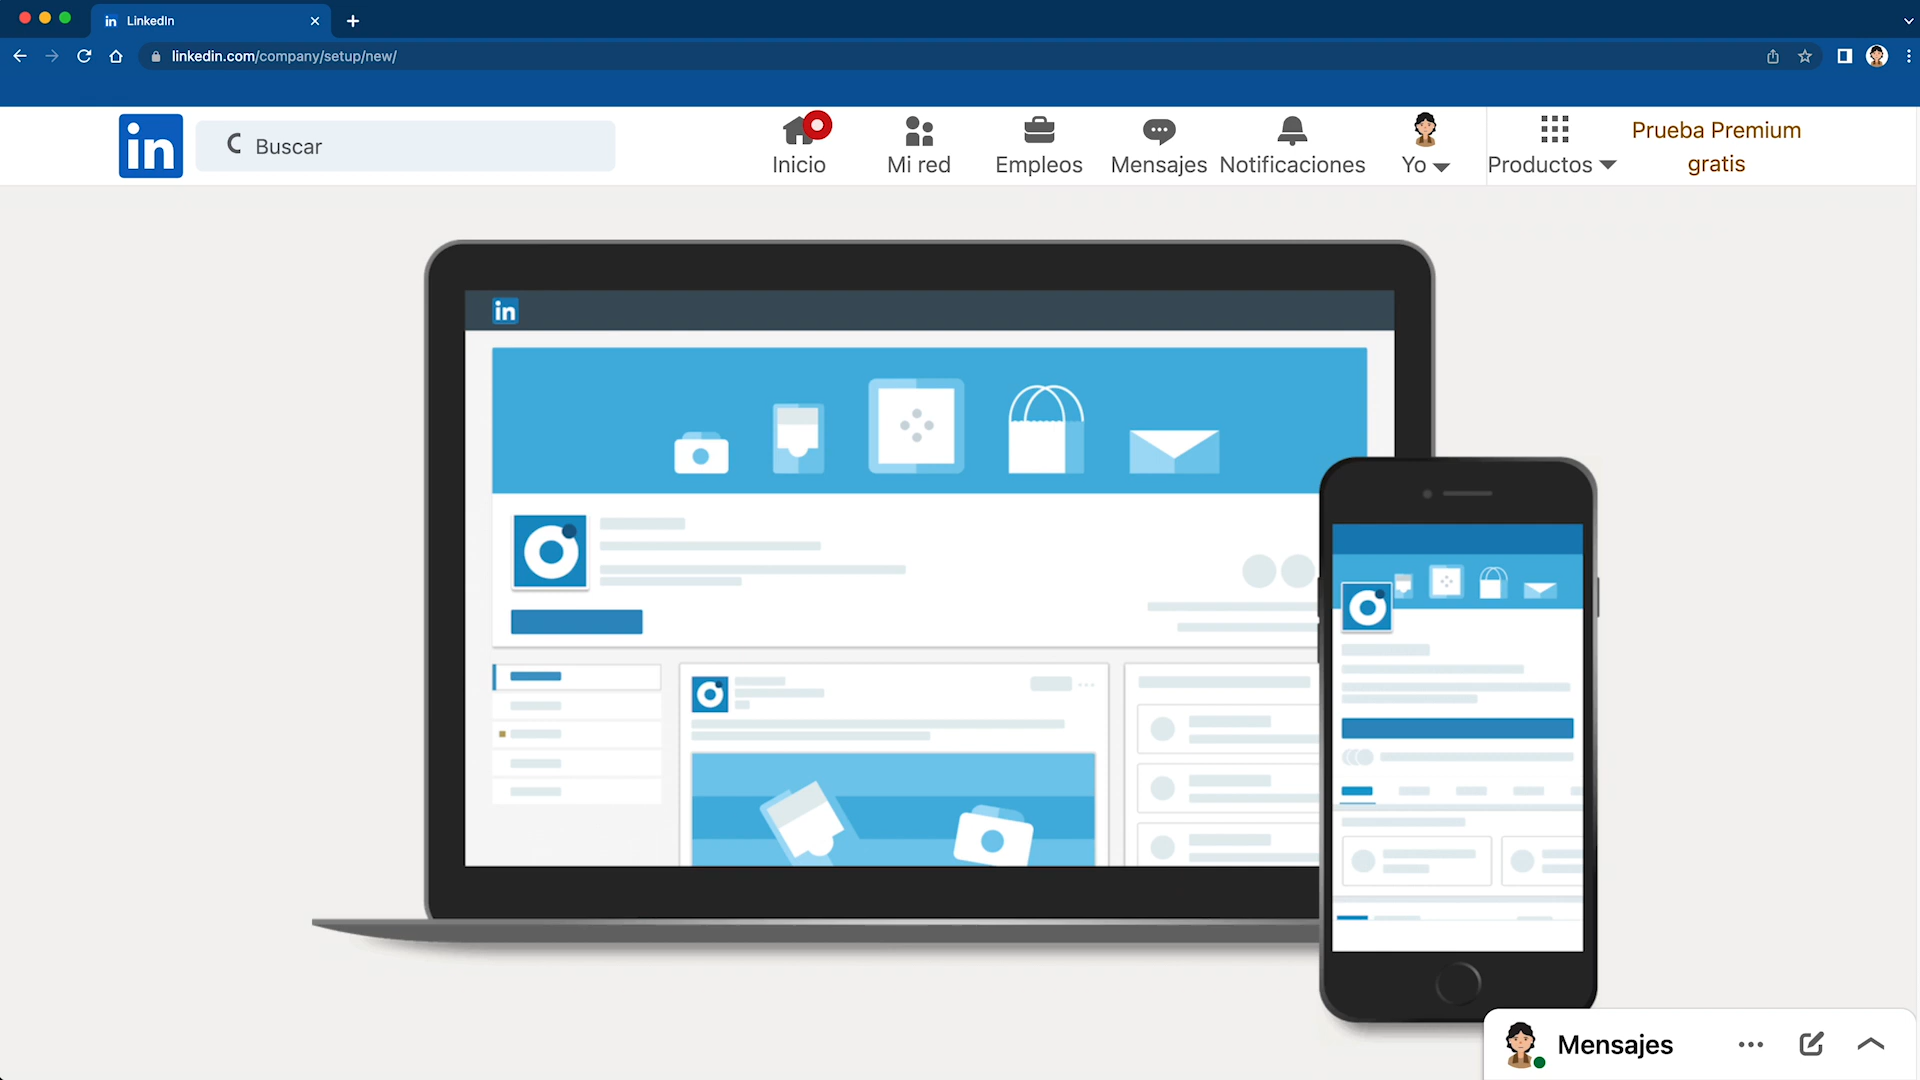 LinkedIn
linkedin.com/company/setup/new/
in
Buscar
Inicio
Mi red
Empleos
Mensajes
Notificaciones
Yo
Productos
Prueba Premium
gratis
in
Mensajes